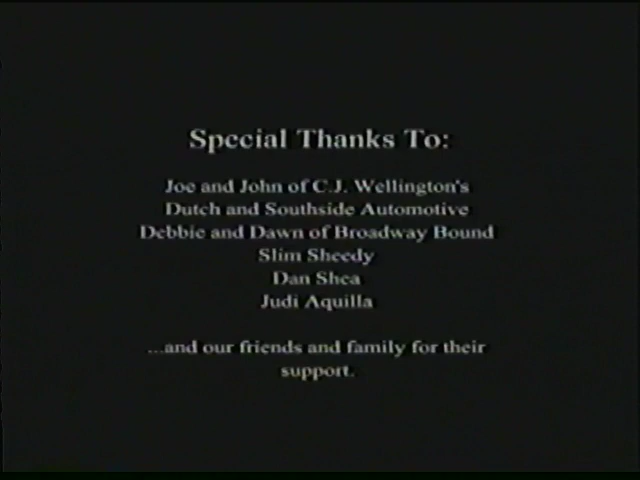 Special Thanks To:
Joe and John of C.J. Wellington's
Dutch and Southside Automotive
Debbie and Dawn of Broadway Bound
Slim Sheedy
Dan Shea
Judi Aquilla
...and our friends and family for their
support.